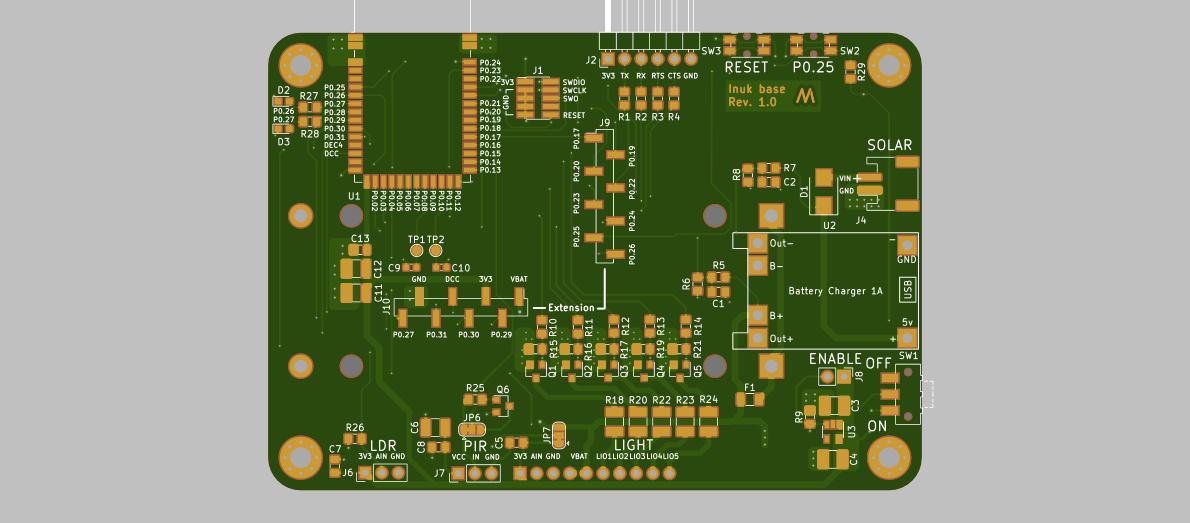 J2
3V3 TX RX RTS CTS GND
SW3
SW2
RESET
P0.25
R29
Inuk base
Rev. 1.0
J1
3V3
GND
SWDIO
SWCLK
SWO
RESET
R1 R2 R3 R4
D2
P0.26
P0.27
D3
R27
R28
P0.25
P0.26
P0.27
P0.28
P0.29
P0.30
P0.31
DEC4
DCC
P0.24
P0.23
P0.22
P0.21
P0.20
P0.19
P0.18
P0.17
P0.16
P0.15
P0.14
P0.13
U1
P0.02
P0.03
P0.04
P0.05
P0.06
P0.07
P0.08
P0.09
P0.10
P0.11
P0.12
J9
P0.17
P0.19
P0.20
P0.22
P0.23
P0.24
P0.25
P0.26
SOLAR
R8
R7
C2
D1
VIN +
GND
J4
U2
C13
C12
C11
TP1 TP2
C9
C10
GND DCC 3V3 VBAT
J10
P0.27 P0.31 P0.30 P0.29
Extension
R5
R6
C1
Out-
B-
Battery Charger 1A
B+
Out+
-
GND
USB
5v
+
R10 R11 R12 R13 R14
R15 R16 R17 R19 R21
Q1 Q2 Q3 Q4 Q5
SW1
ENABLE
OFF
ON
J8
F1
R9
C3
U3
C4
R25
Q6
JP6
C6
C8
C5
JP7
R18 R20 R22 R23 R24
LIGHT
R26
LDR
PIR
C7
J6
3V3 AIN GND
J7
VCC IN GND
3V3 AIN GND VBAT LIO1 LIO2 LIO3 LIO4 LIO5